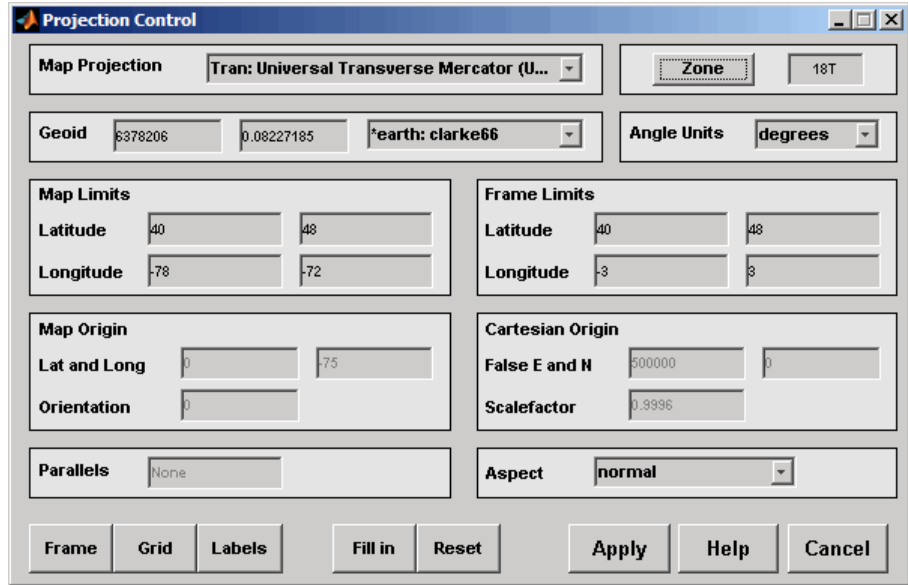 Projection Control
Map Projection Tran: Universal Transverse Mercator (U... Zone 18T
Geoid 6378206 0.08227185 *earth: clarke66 Angle Units degrees
Map Limits
Latitude 40 48
Longitude -78 -72
Frame Limits
Latitude 40 48
Longitude -3 3
Map Origin
Lat and Long 0 -75
Orientation 0
Cartesian Origin
False E and N 500000 0
Scalefactor 0.9996
Parallels None
Aspect normal
Frame Grid Labels Fill in Reset Apply Help Cancel